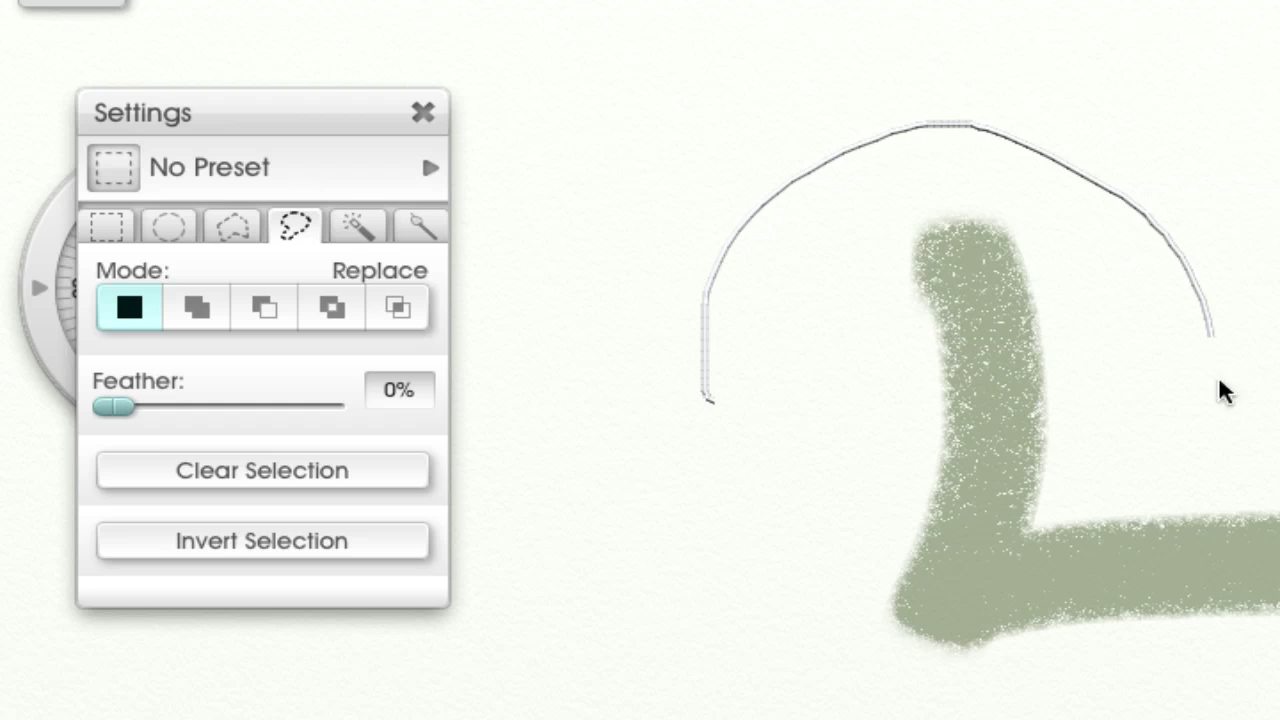 Settings
No Preset
Mode: Replace
Feather: 0%
Clear Selection
Invert Selection